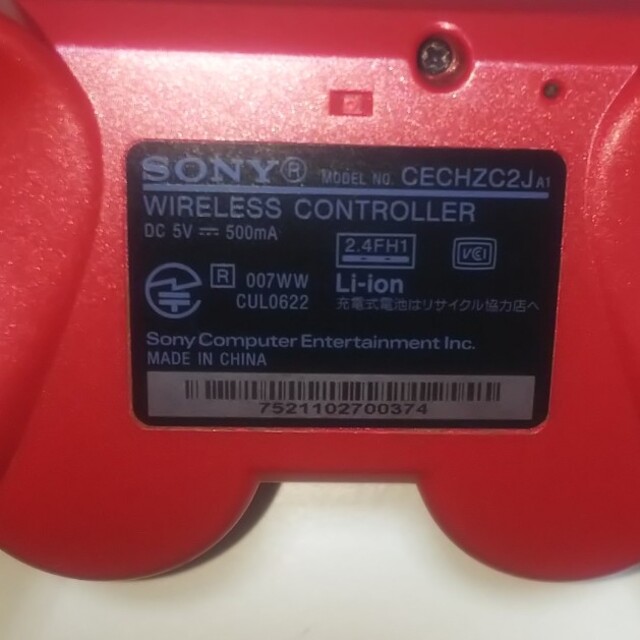 SONY® MODEL NO. CECHZC2J A1
WIRELESS CONTROLLER
DC 5V ⎓ 500mA
2.4FH1
VCI
R 007WW
CUL0622
Li-ion
充電式電池はリサイクル協力店へ
Sony Computer Entertainment Inc.
MADE IN CHINA
7521102700374